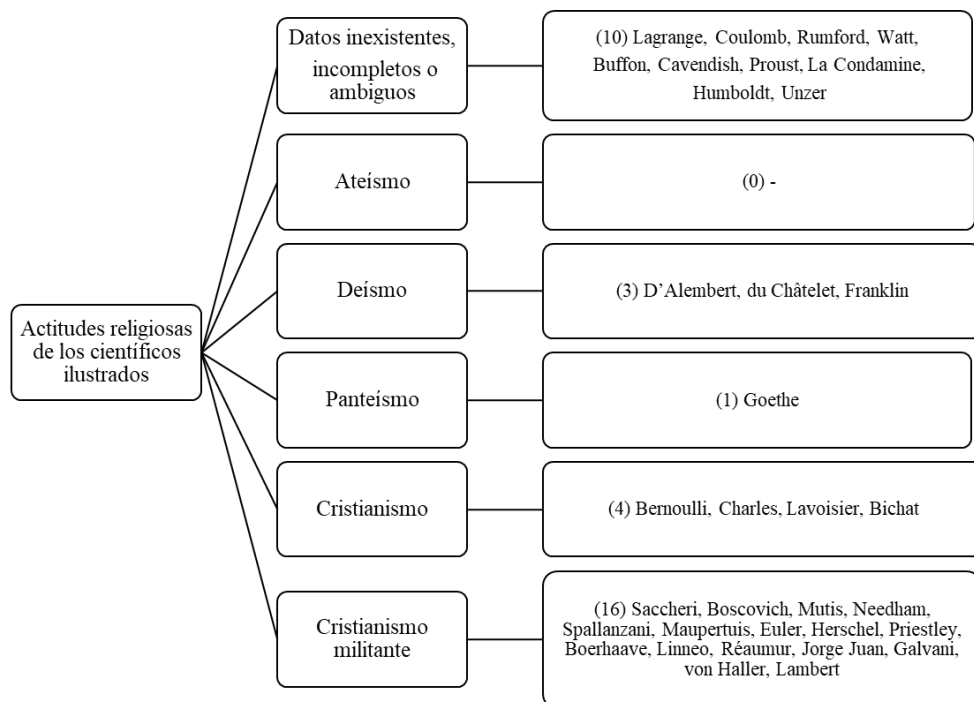 Actitudes religiosas
de los científicos
ilustrados
Datos inexistentes,
incompletos o
ambiguos
(10) Lagrange, Coulomb, Rumford, Watt,
Buffon, Cavendish, Proust, La Condamine,
Humboldt, Unzer
Ateísmo
(0) -
Deísmo
(3) D’Alembert, du Châtelet, Franklin
Panteísmo
(1) Goethe
Cristianismo
(4) Bernoulli, Charles, Lavoisier, Bichat
Cristianismo
militante
(16) Saccheri, Boscovich, Mutis, Needham,
Spallanzani, Maupertuis, Euler, Herschel, Priestley,
Boerhaave, Linneo, Réaumur, Jorge Juan, Galvani,
von Haller, Lambert